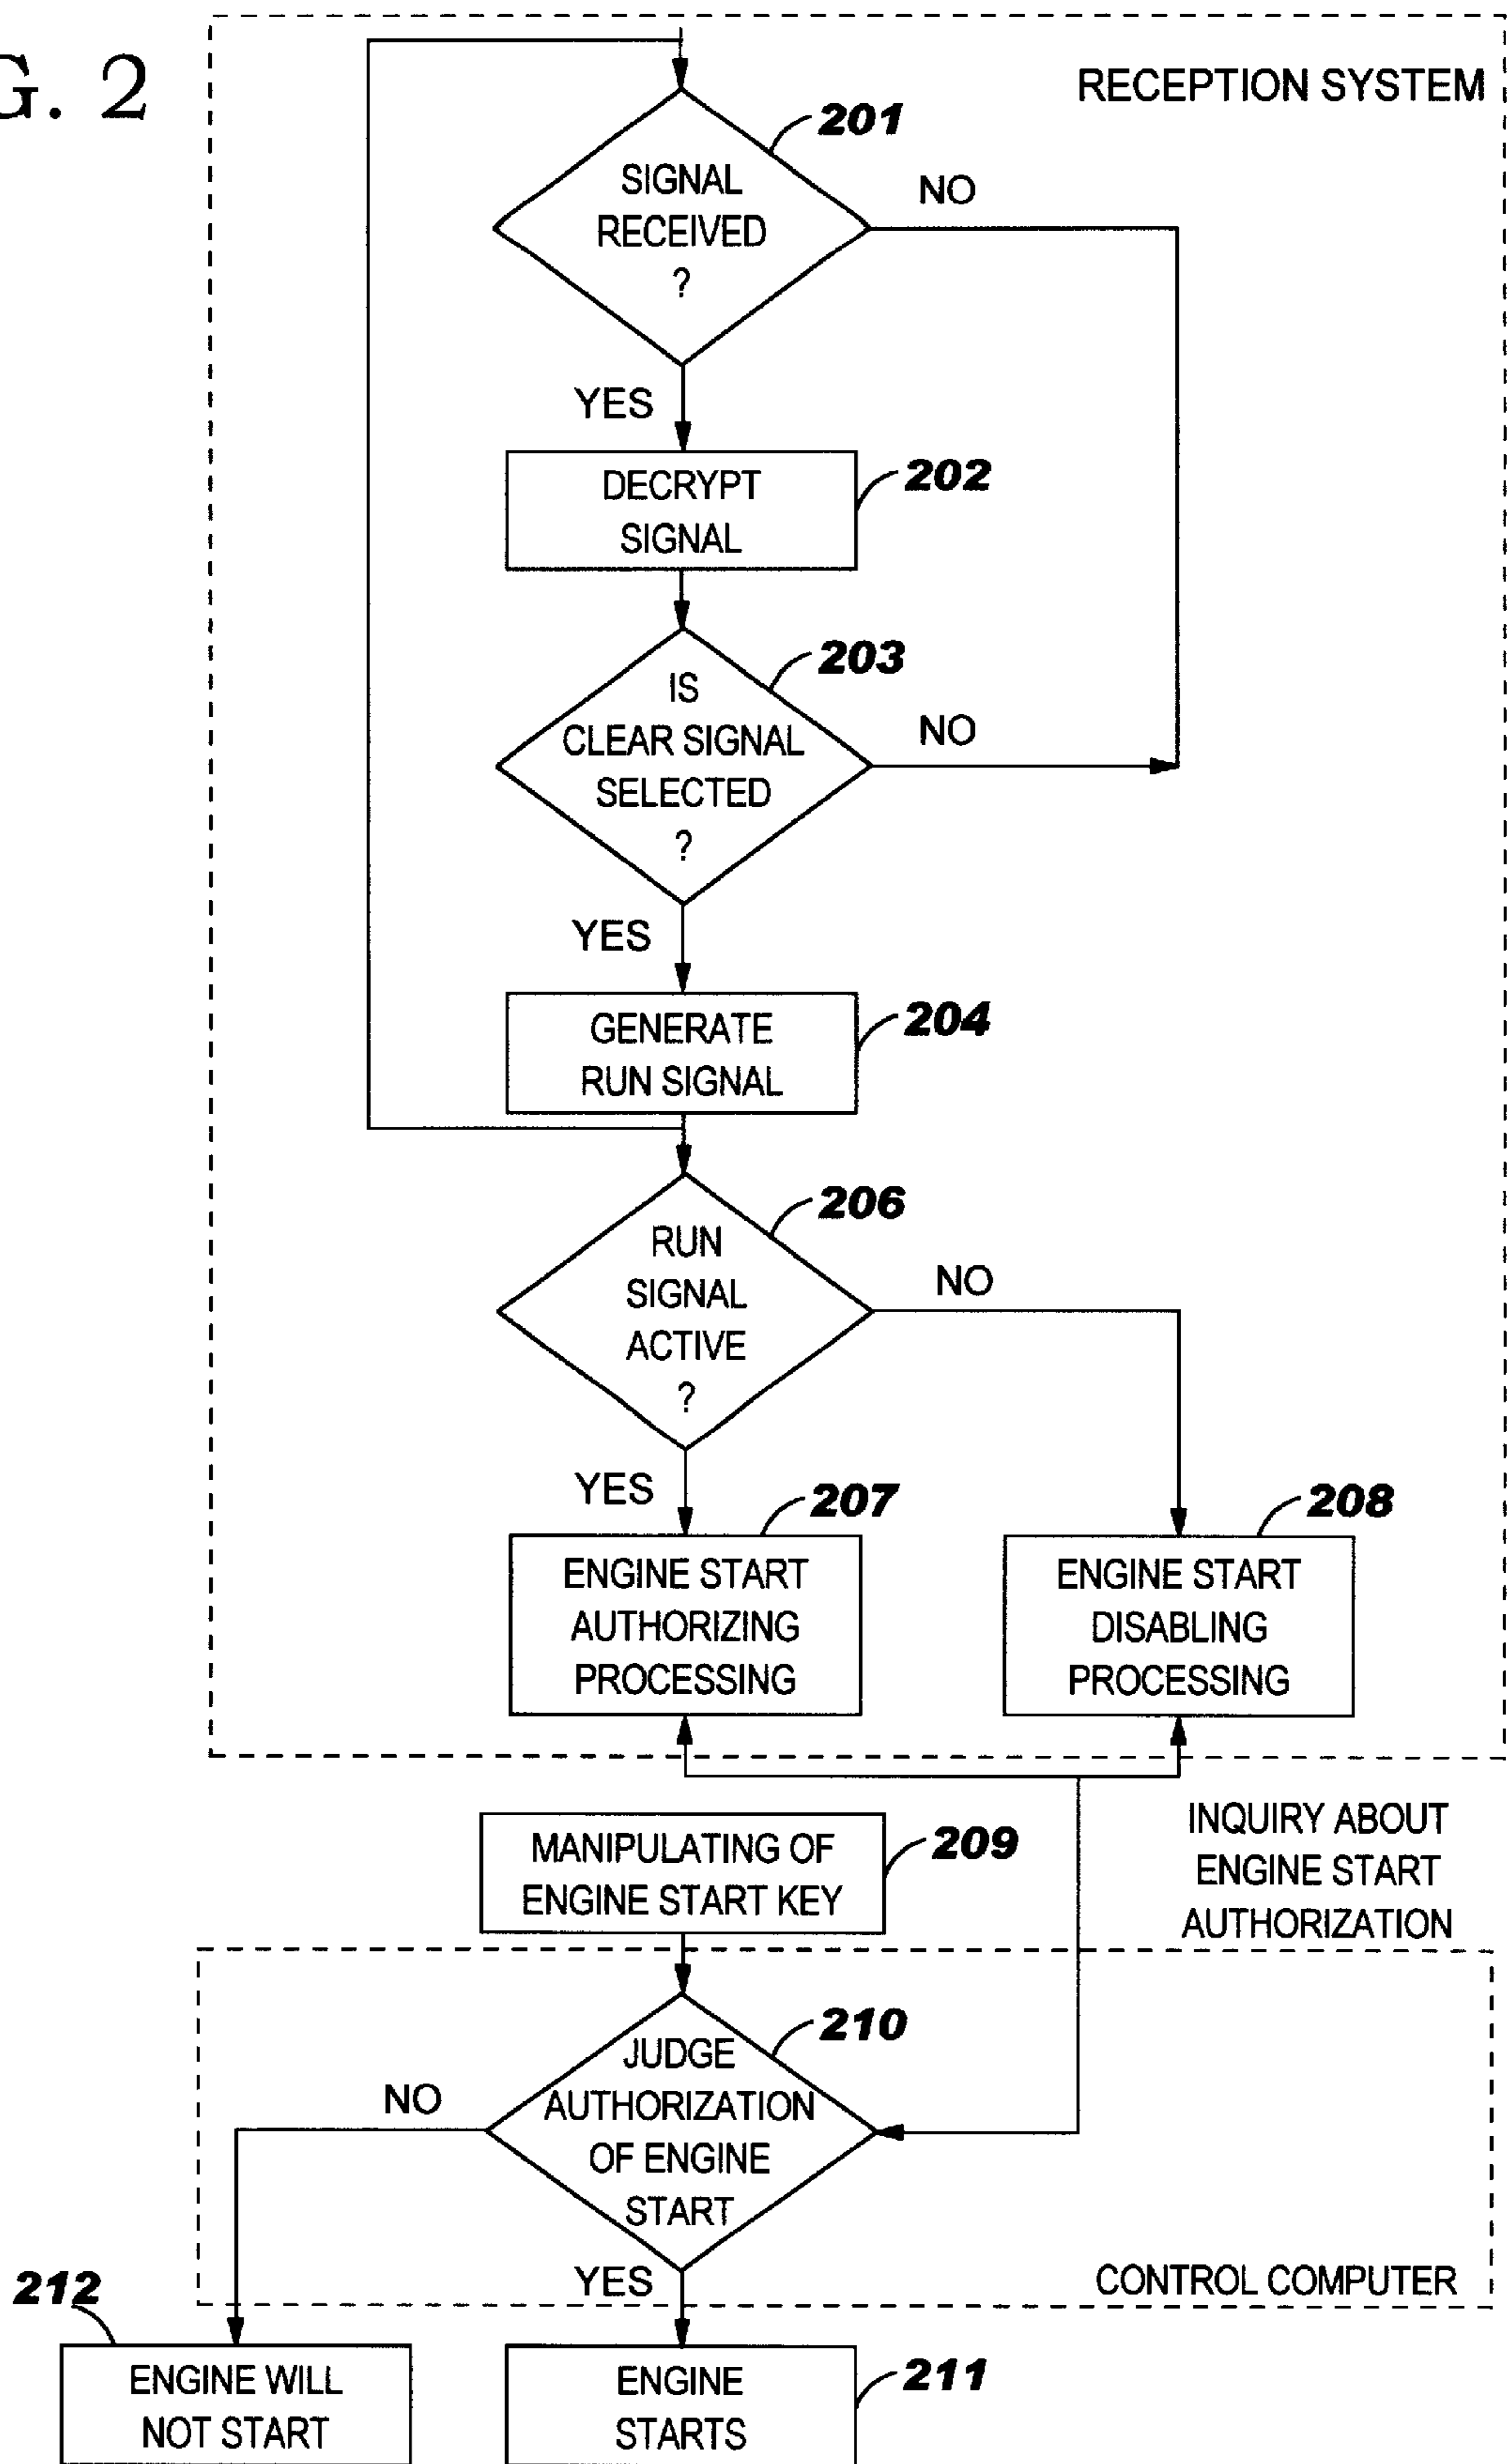 G. 2
RECEPTION SYSTEM
201
SIGNAL
RECEIVED
?
NO
YES
DECRYPT
SIGNAL
202
IS
CLEAR SIGNAL
SELECTED
?
203
NO
YES
GENERATE
RUN SIGNAL
204
RUN
SIGNAL
ACTIVE
?
206
NO
YES
207
208
ENGINE START
AUTHORIZING
PROCESSING
ENGINE START
DISABLING
PROCESSING
MANIPULATING OF
ENGINE START KEY
209
INQUIRY ABOUT
ENGINE START
AUTHORIZATION
210
JUDGE
AUTHORIZATION
OF ENGINE
START
NO
YES
CONTROL COMPUTER
212
ENGINE WILL
NOT START
ENGINE
STARTS
211